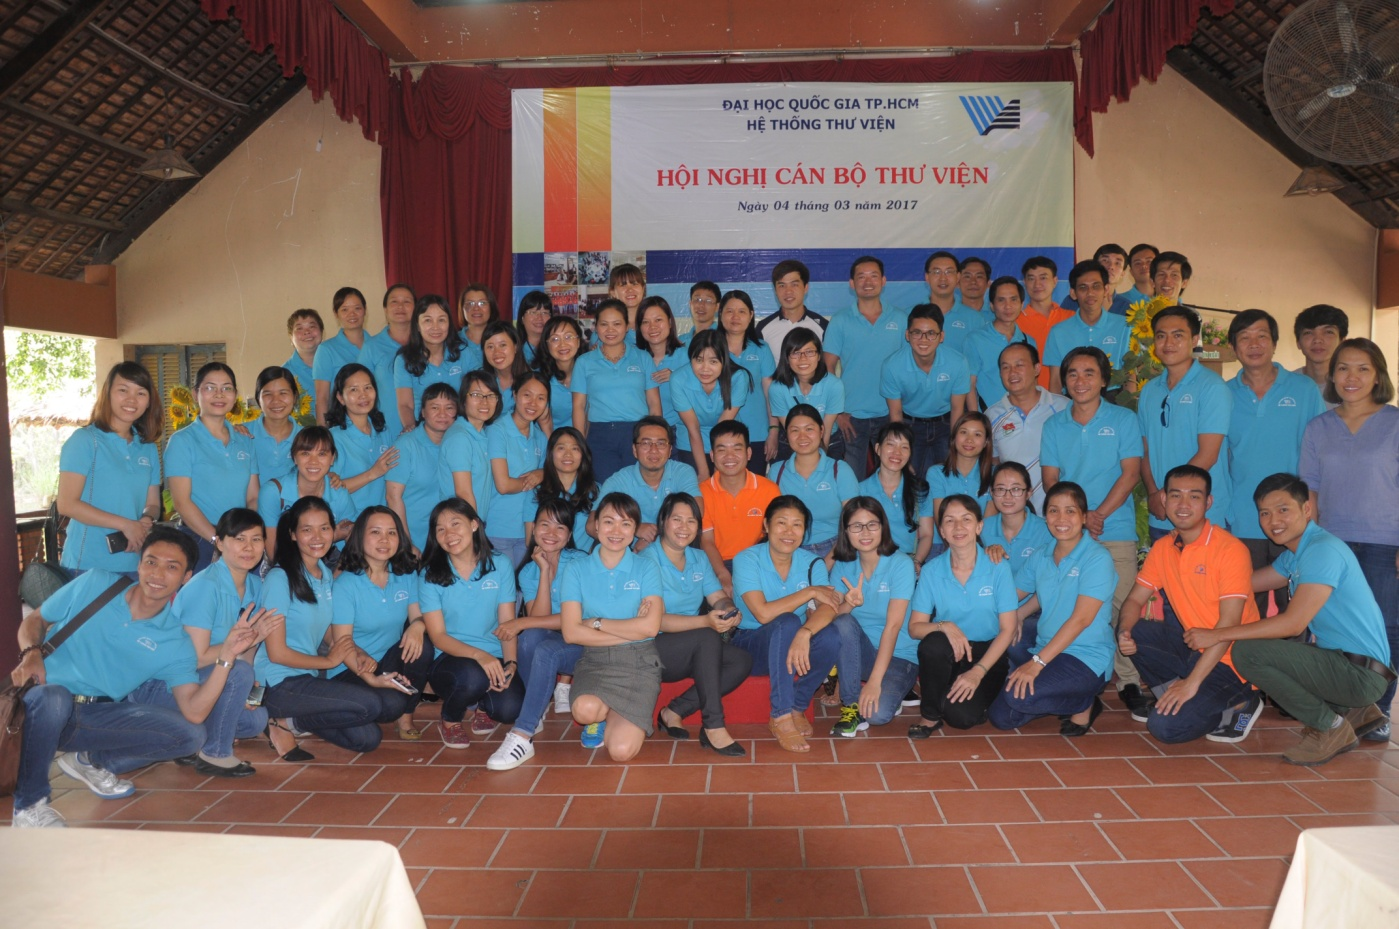 ĐẠI HỌC QUỐC GIA TP.HCM
HỆ THỐNG THƯ VIỆN
HỘI NGHỊ CÁN BỘ THƯ VIỆN
Ngày 04 tháng 03 năm 2017